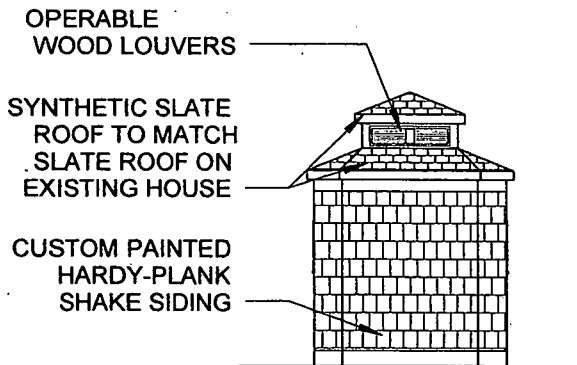 OPERABLE
WOOD LOUVERS
SYNTHETIC SLATE
ROOF TO MATCH
SLATE ROOF ON
EXISTING HOUSE
CUSTOM PAINTED
HARDY-PLANK
SHAKE SIDING